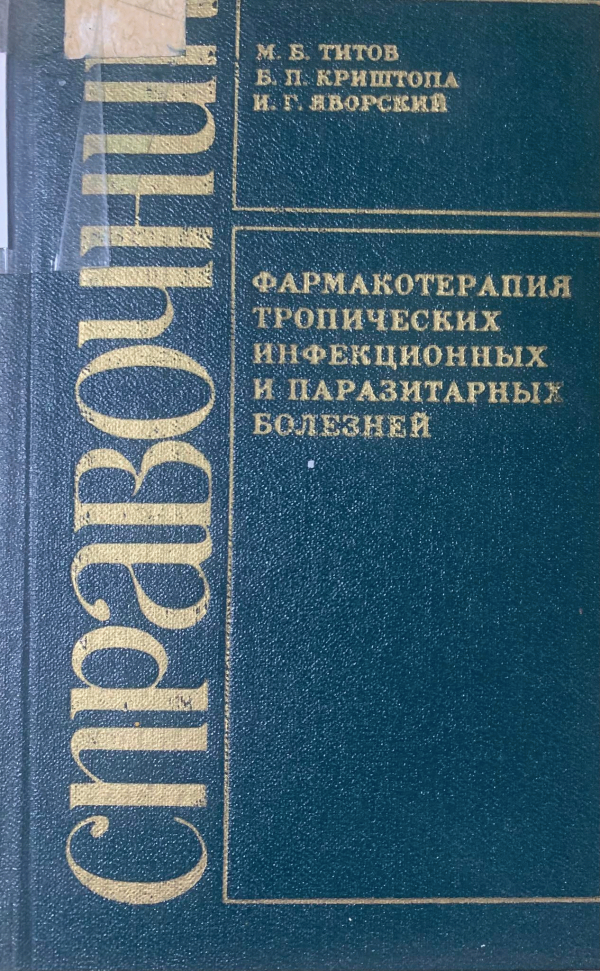 М. Б. ТИТОВ
Б. П. КРИШТОПА
И. Г. ЯВОРСКИЙ
ФАРМАКОТЕРАПИЯ
ТРОПИЧЕСКИХ
ИНФЕКЦИОННЫХ
И ПАРАЗИТАРНЫХ
БОЛЕЗНЕЙ
СПРАВОЧНИК